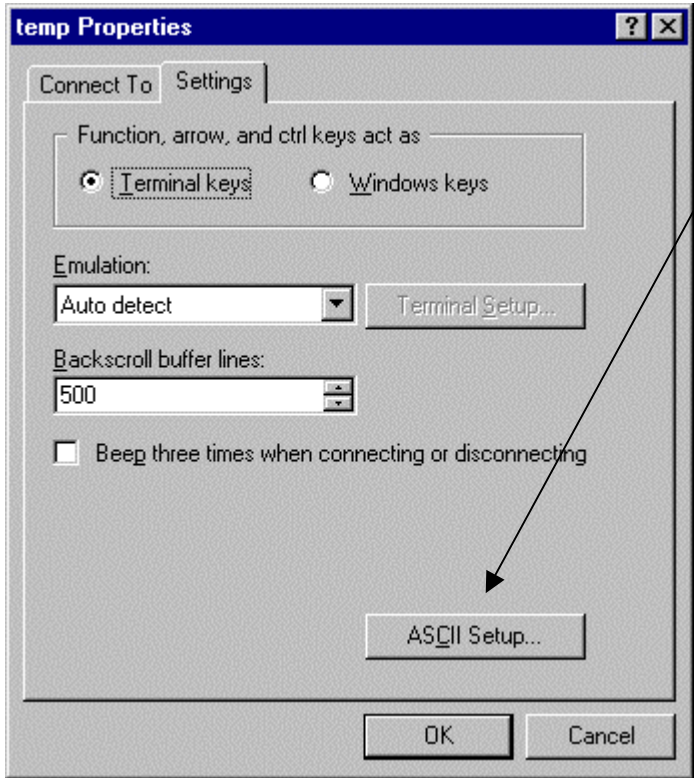 temp Properties
Connect To Settings
Function, arrow, and ctrl keys act as
Terminal keys Windows keys
Emulation:
Auto detect Terminal Setup...
Backscroll buffer lines:
500
Beep three times when connecting or disconnecting
ASCII Setup...
OK Cancel